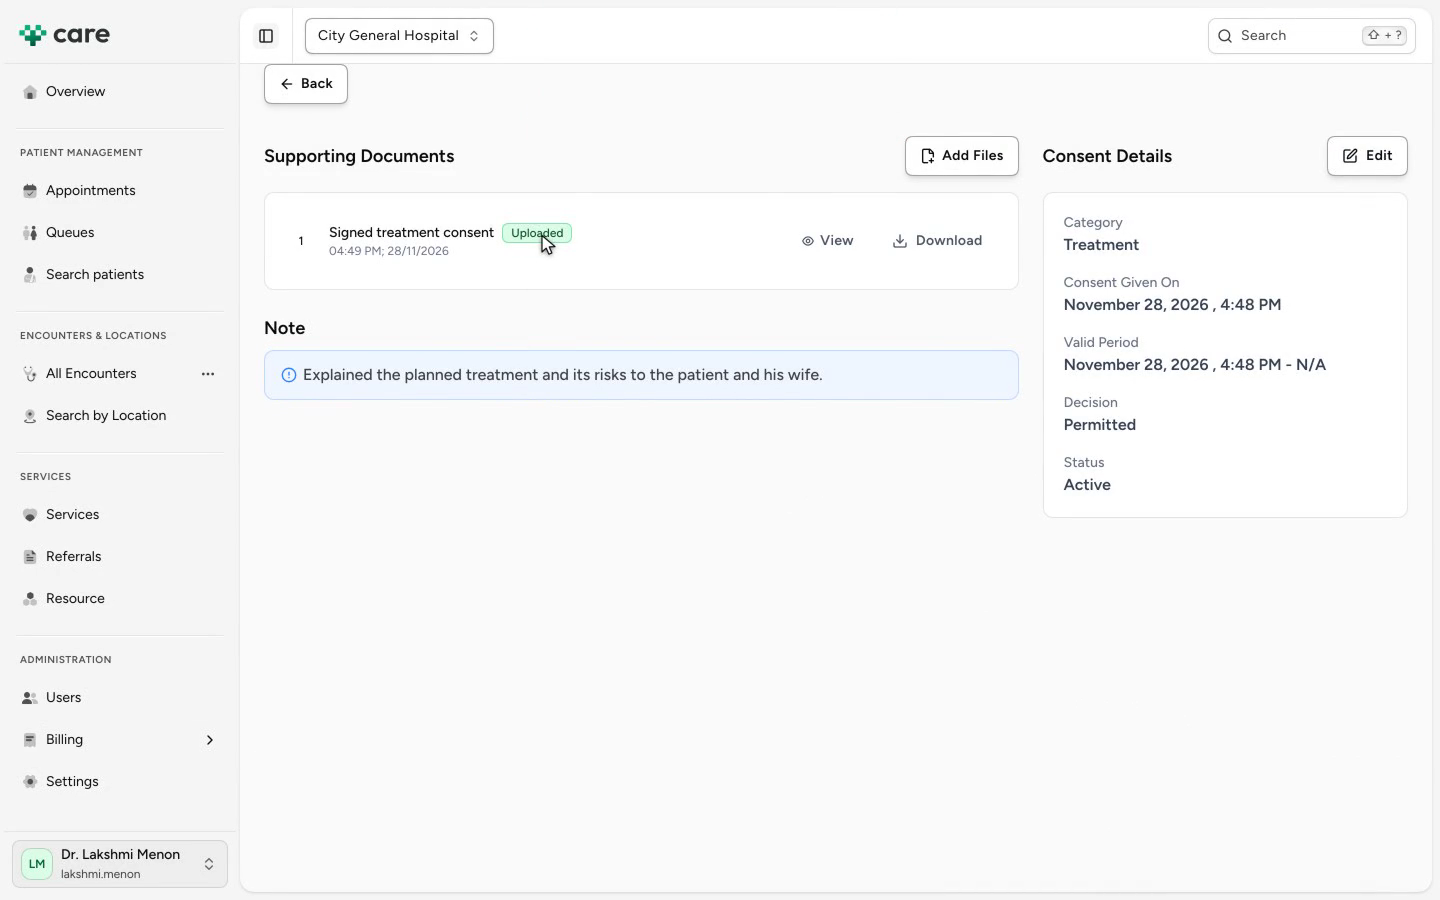 care
Overview
PATIENT MANAGEMENT
Appointments
Queues
Search patients
ENCOUNTERS & LOCATIONS
All Encounters
Search by Location
SERVICES
Services
Referrals
Resource
ADMINISTRATION
Users
Billing
Settings
LM
Dr. Lakshmi Menon
lakshmi.menon
City General Hospital
Search
+ ?
Back
Supporting Documents
Add Files
1
Signed treatment consent
Uploaded
04:49 PM; 28/11/2026
View
Download
Note
Explained the planned treatment and its risks to the patient and his wife.
Consent Details
Edit
Category
Treatment
Consent Given On
November 28, 2026 , 4:48 PM
Valid Period
November 28, 2026 , 4:48 PM - N/A
Decision
Permitted
Status
Active